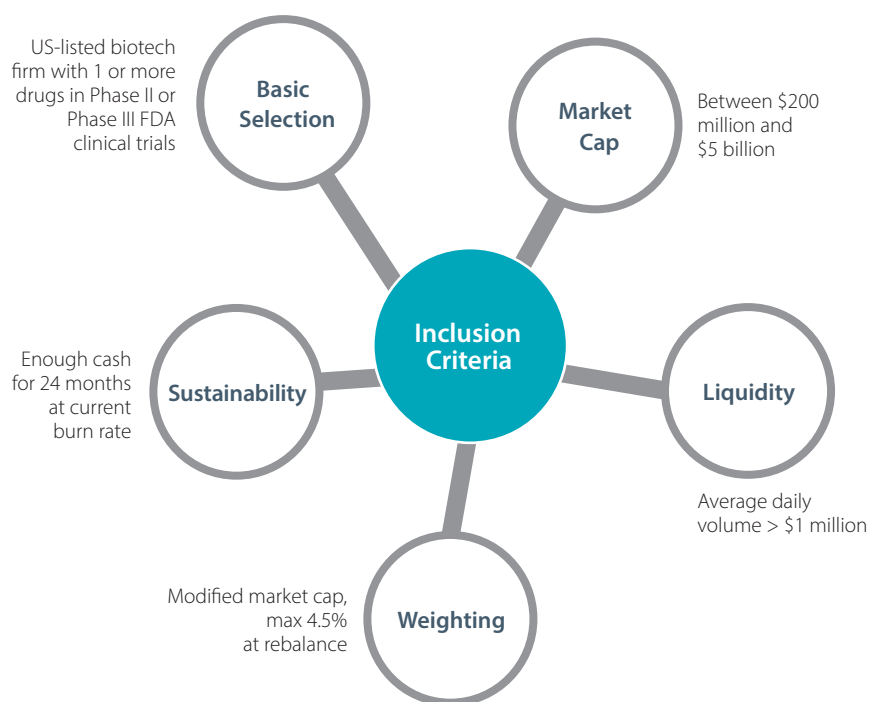 US-listed biotech
firm with 1 or more
drugs in Phase II or
Phase III FDA
clinical trials
Basic
Selection
Market
Cap
Between $200
million and
$5 billion
Inclusion
Criteria
Enough cash
for 24 months
at current
burn rate
Sustainability
Liquidity
Average daily
volume > $1 million
Modified market cap,
max 4.5%
at rebalance
Weighting